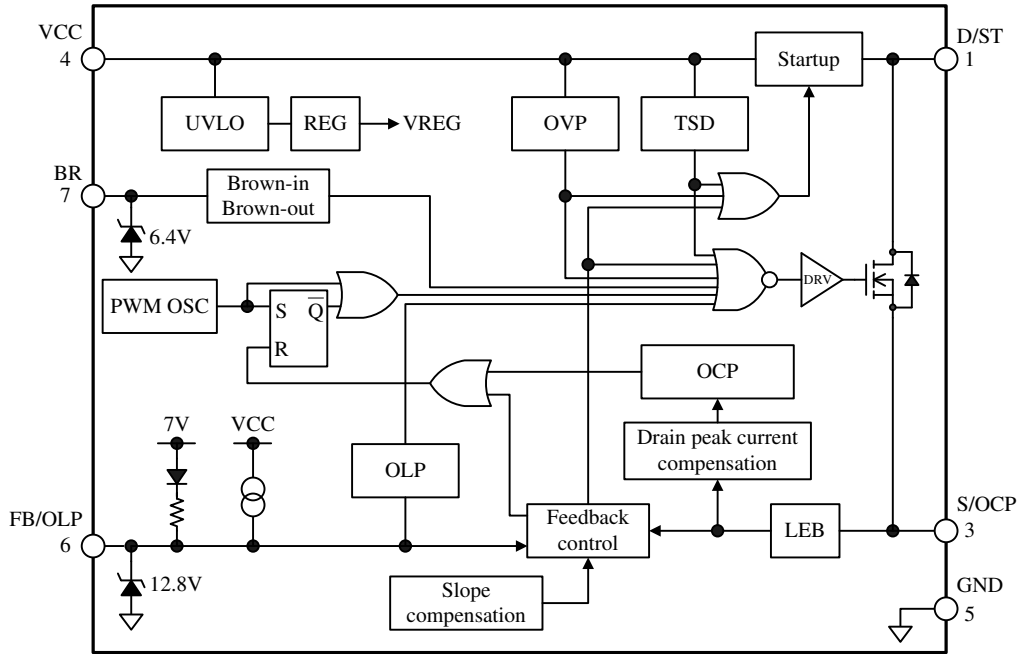 VCC
4
D/ST
1
Startup
UVLO
REG
VREG
OVP
TSD
BR
7
Brown-in
Brown-out
6.4V
PWM OSC
S
Q
R
DRV
OCP
7V
VCC
OLP
Drain peak current
compensation
FB/OLP
6
Feedback
control
LEB
S/OCP
3
12.8V
Slope
compensation
GND
5